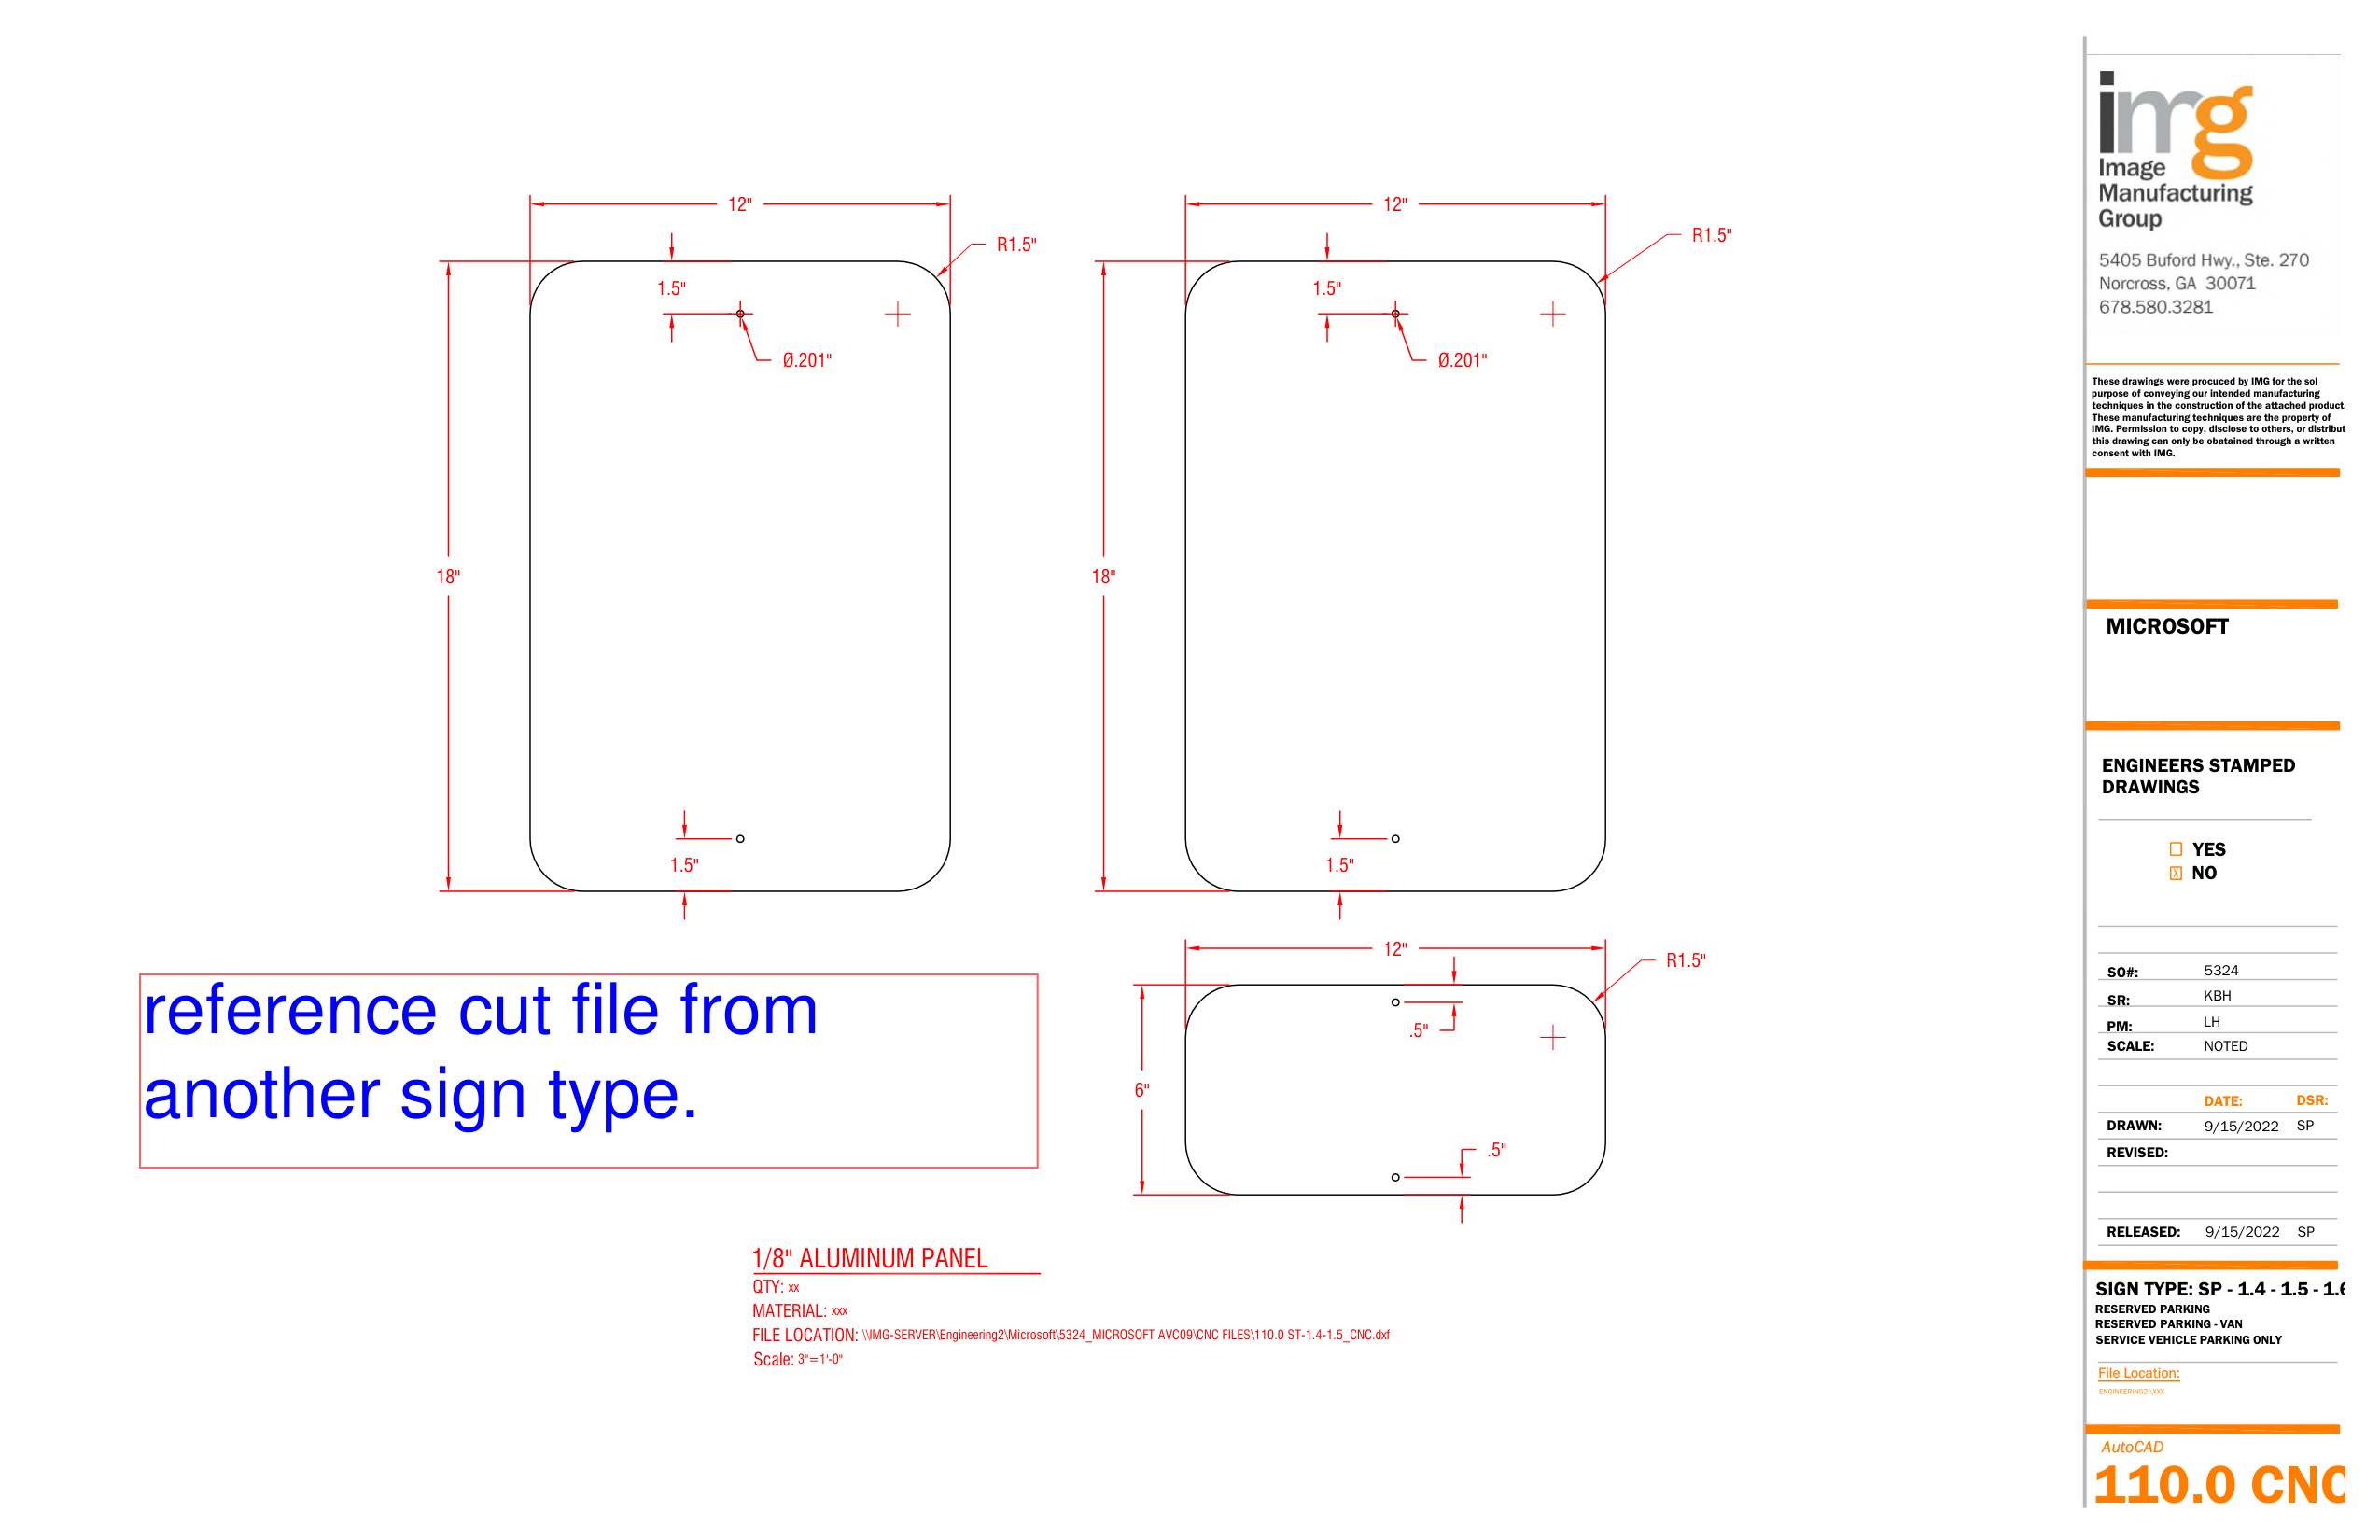 12"
R1.5"
1.5"
Ø.201"
18"
1.5"
12"
R1.5"
1.5"
Ø.201"
18"
1.5"
12"
R1.5"
.5"
6"
.5"
reference cut file from
another sign type.
1/8" ALUMINUM PANEL
QTY: xx
MATERIAL: xxx
FILE LOCATION: \\IMG-SERVER\Engineering2\Microsoft\5324_MICROSOFT AVC09\CNC FILES\110.0 ST-1.4-1.5_CNC.dxf
Scale: 3"=1'-0"
img
Image
Manufacturing
Group
5405 Buford Hwy., Ste. 270
Norcross, GA 30071
678.580.3281
These drawings were procuced by IMG for the sol
purpose of conveying our intended manufacturing
techniques in the construction of the attached product.
These manufacturing techniques are the property of
IMG. Permission to copy, disclose to others, or distribut
this drawing can only be obatained through a written
consent with IMG.
MICROSOFT
ENGINEERS STAMPED
DRAWINGS
YES
X NO
SO#: 5324
SR: KBH
PM: LH
SCALE: NOTED
DATE: DSR:
DRAWN: 9/15/2022 SP
REVISED:
RELEASED: 9/15/2022 SP
SIGN TYPE: SP - 1.4 - 1.5 - 1.6
RESERVED PARKING
RESERVED PARKING - VAN
SERVICE VEHICLE PARKING ONLY
File Location:
ENGINEERING2:\XXX
AutoCAD
110.0 CNC